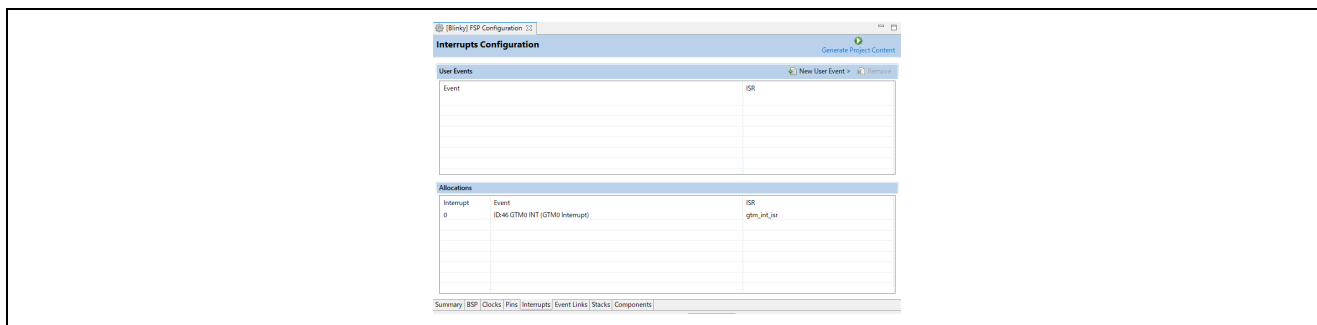 [Blinky] FSP Configuration
Interrupts Configuration
Generate Project Content
User Events
New User Event >
Remove
Event ISR
Allocations
Interrupt Event ISR
0 ID:46 GTM0 INT (GTM0 Interrupt) gtm_int_isr
Summary BSP Clocks Pins Interrupts Event Links Stacks Components